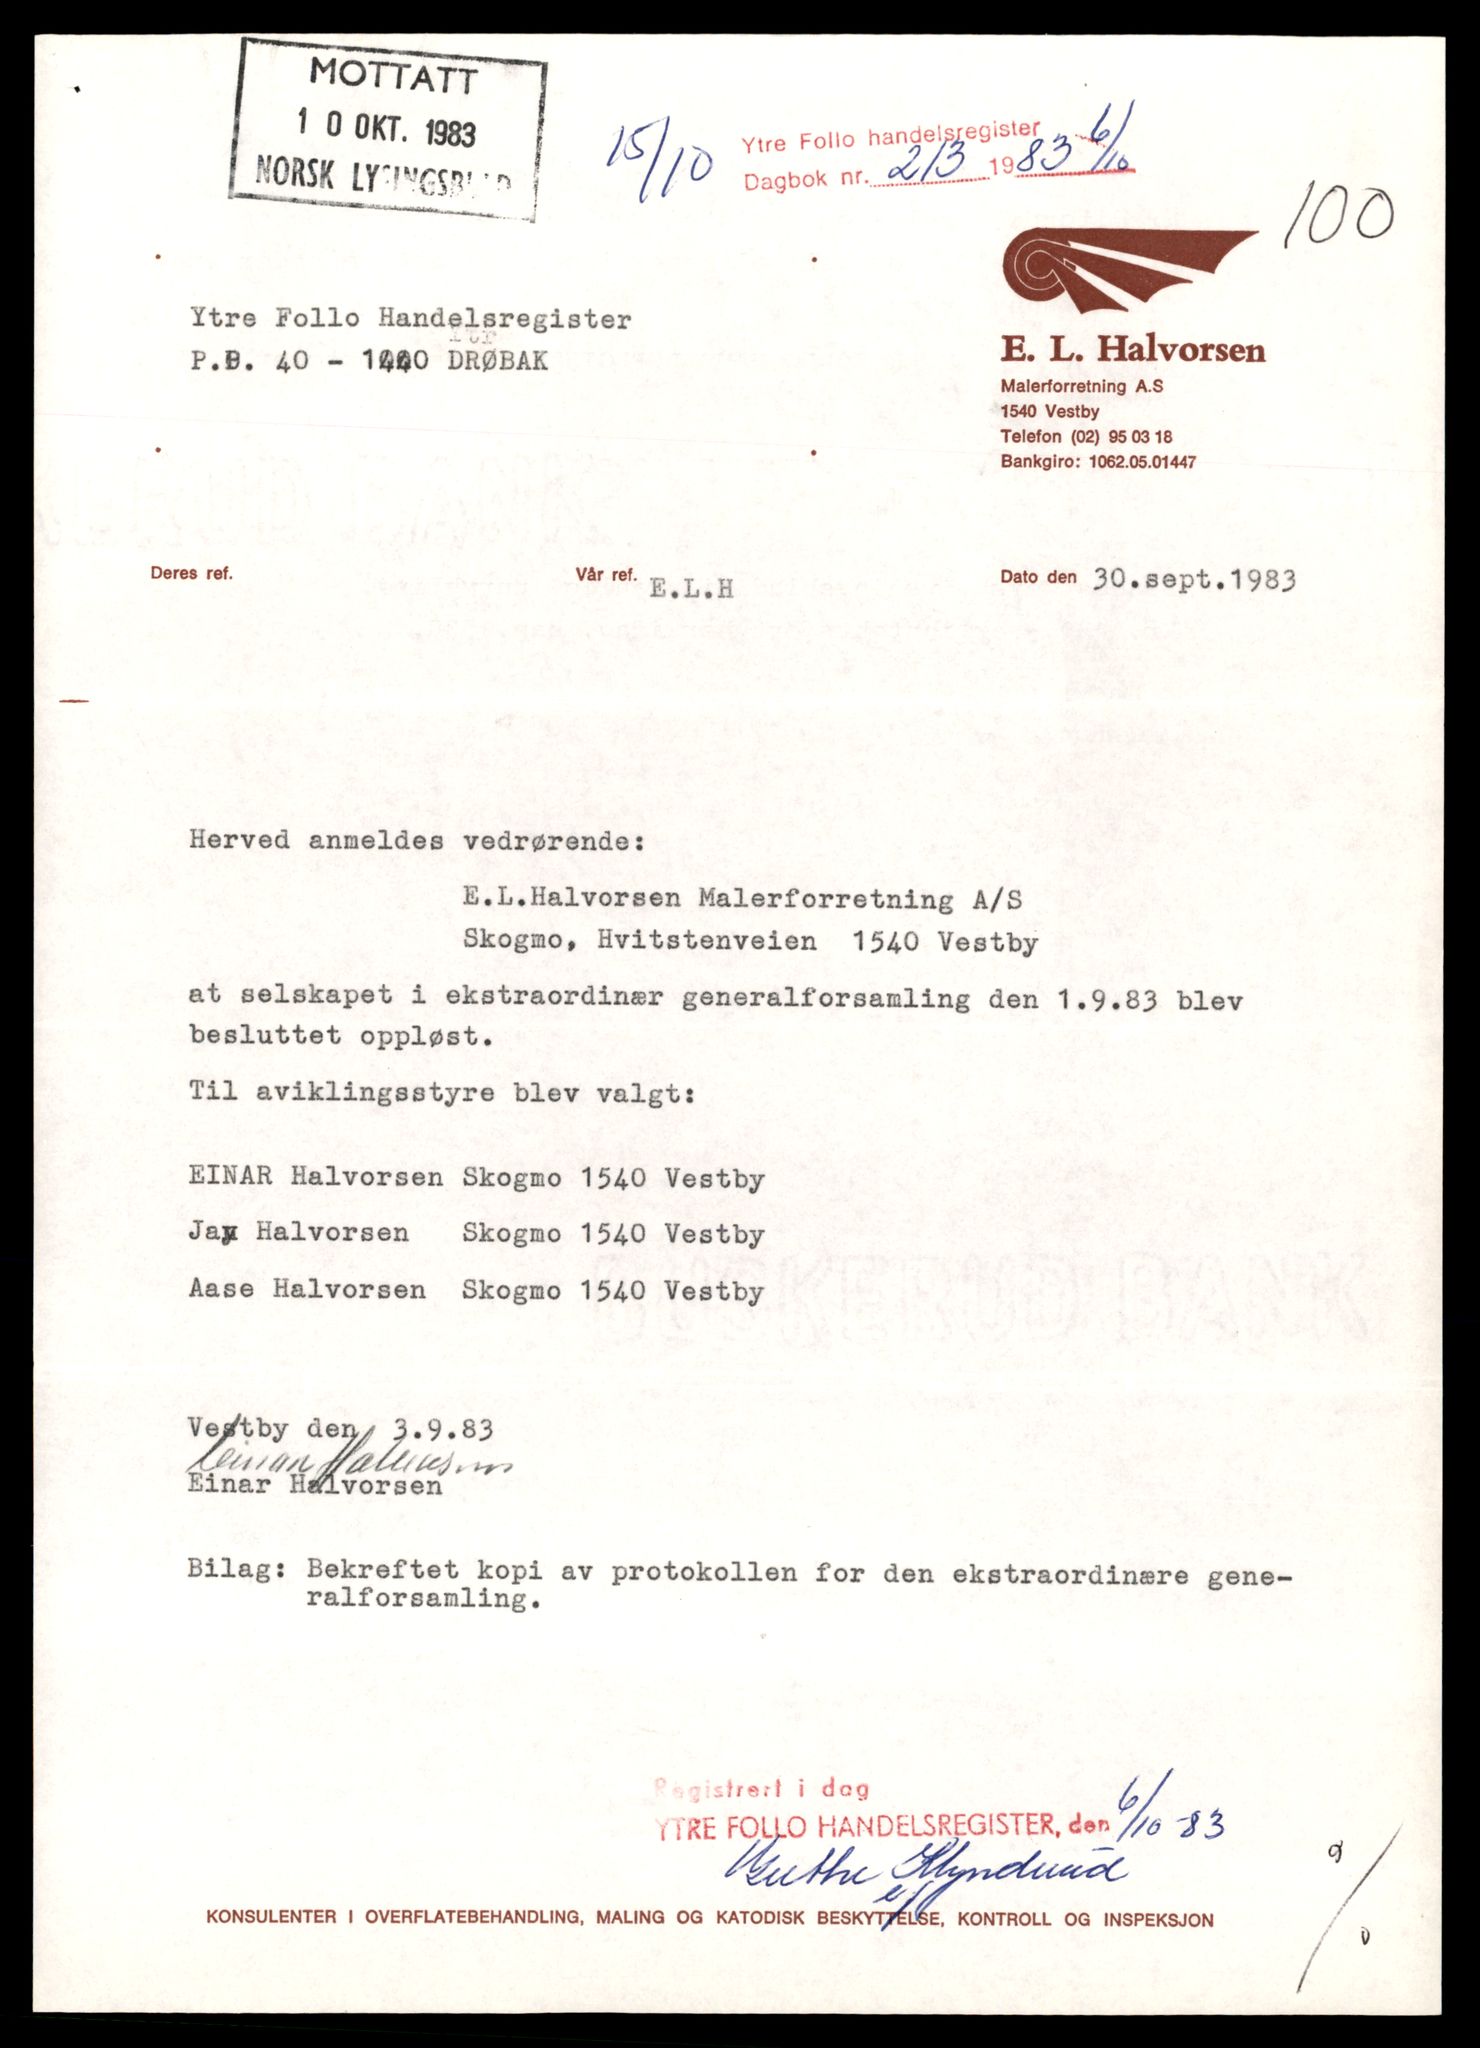 MOTTATT
10 OKT. 1983
NORSK LYSINGSBLAD
15/10
Ytre Follo handelsregister 6/10
Dagbok nr. 213 1983
100
Ytre Follo Handelsregister
P.B. 40 - 1440 DRØBAK
E. L. Halvorsen
Malerforretning A.S
1540 Vestby
Telefon (02) 95 03 18
Bankgiro: 1062.05.01447
Deres ref.
Vår ref. E.L.H
Dato den 30.sept.1983
Herved anmeldes vedrørende:
E.L.Halvorsen Malerforretning A/S
Skogmo, Hvitstenveien 1540 Vestby
at selskapet i ekstraordinær generalforsamling den 1.9.83 blev
besluttet oppløst.
Til aviklingsstyre blev valgt:
EINAR Halvorsen Skogmo 1540 Vestby
Jay Halvorsen Skogmo 1540 Vestby
Aase Halvorsen Skogmo 1540 Vestby
Vestby den 3.9.83
Einar Halvorsen
Einar Halvorsen
Bilag: Bekreftet kopi av protokollen for den ekstraordinære gene-
ralforsamling.
Registrert i dag
YTRE FOLLO HANDELSREGISTER, den 6/10-83
KONSULENTER I OVERFLATEBEHANDLING, MALING OG KATODISK BESKYTTELSE, KONTROLL OG INSPEKSJON